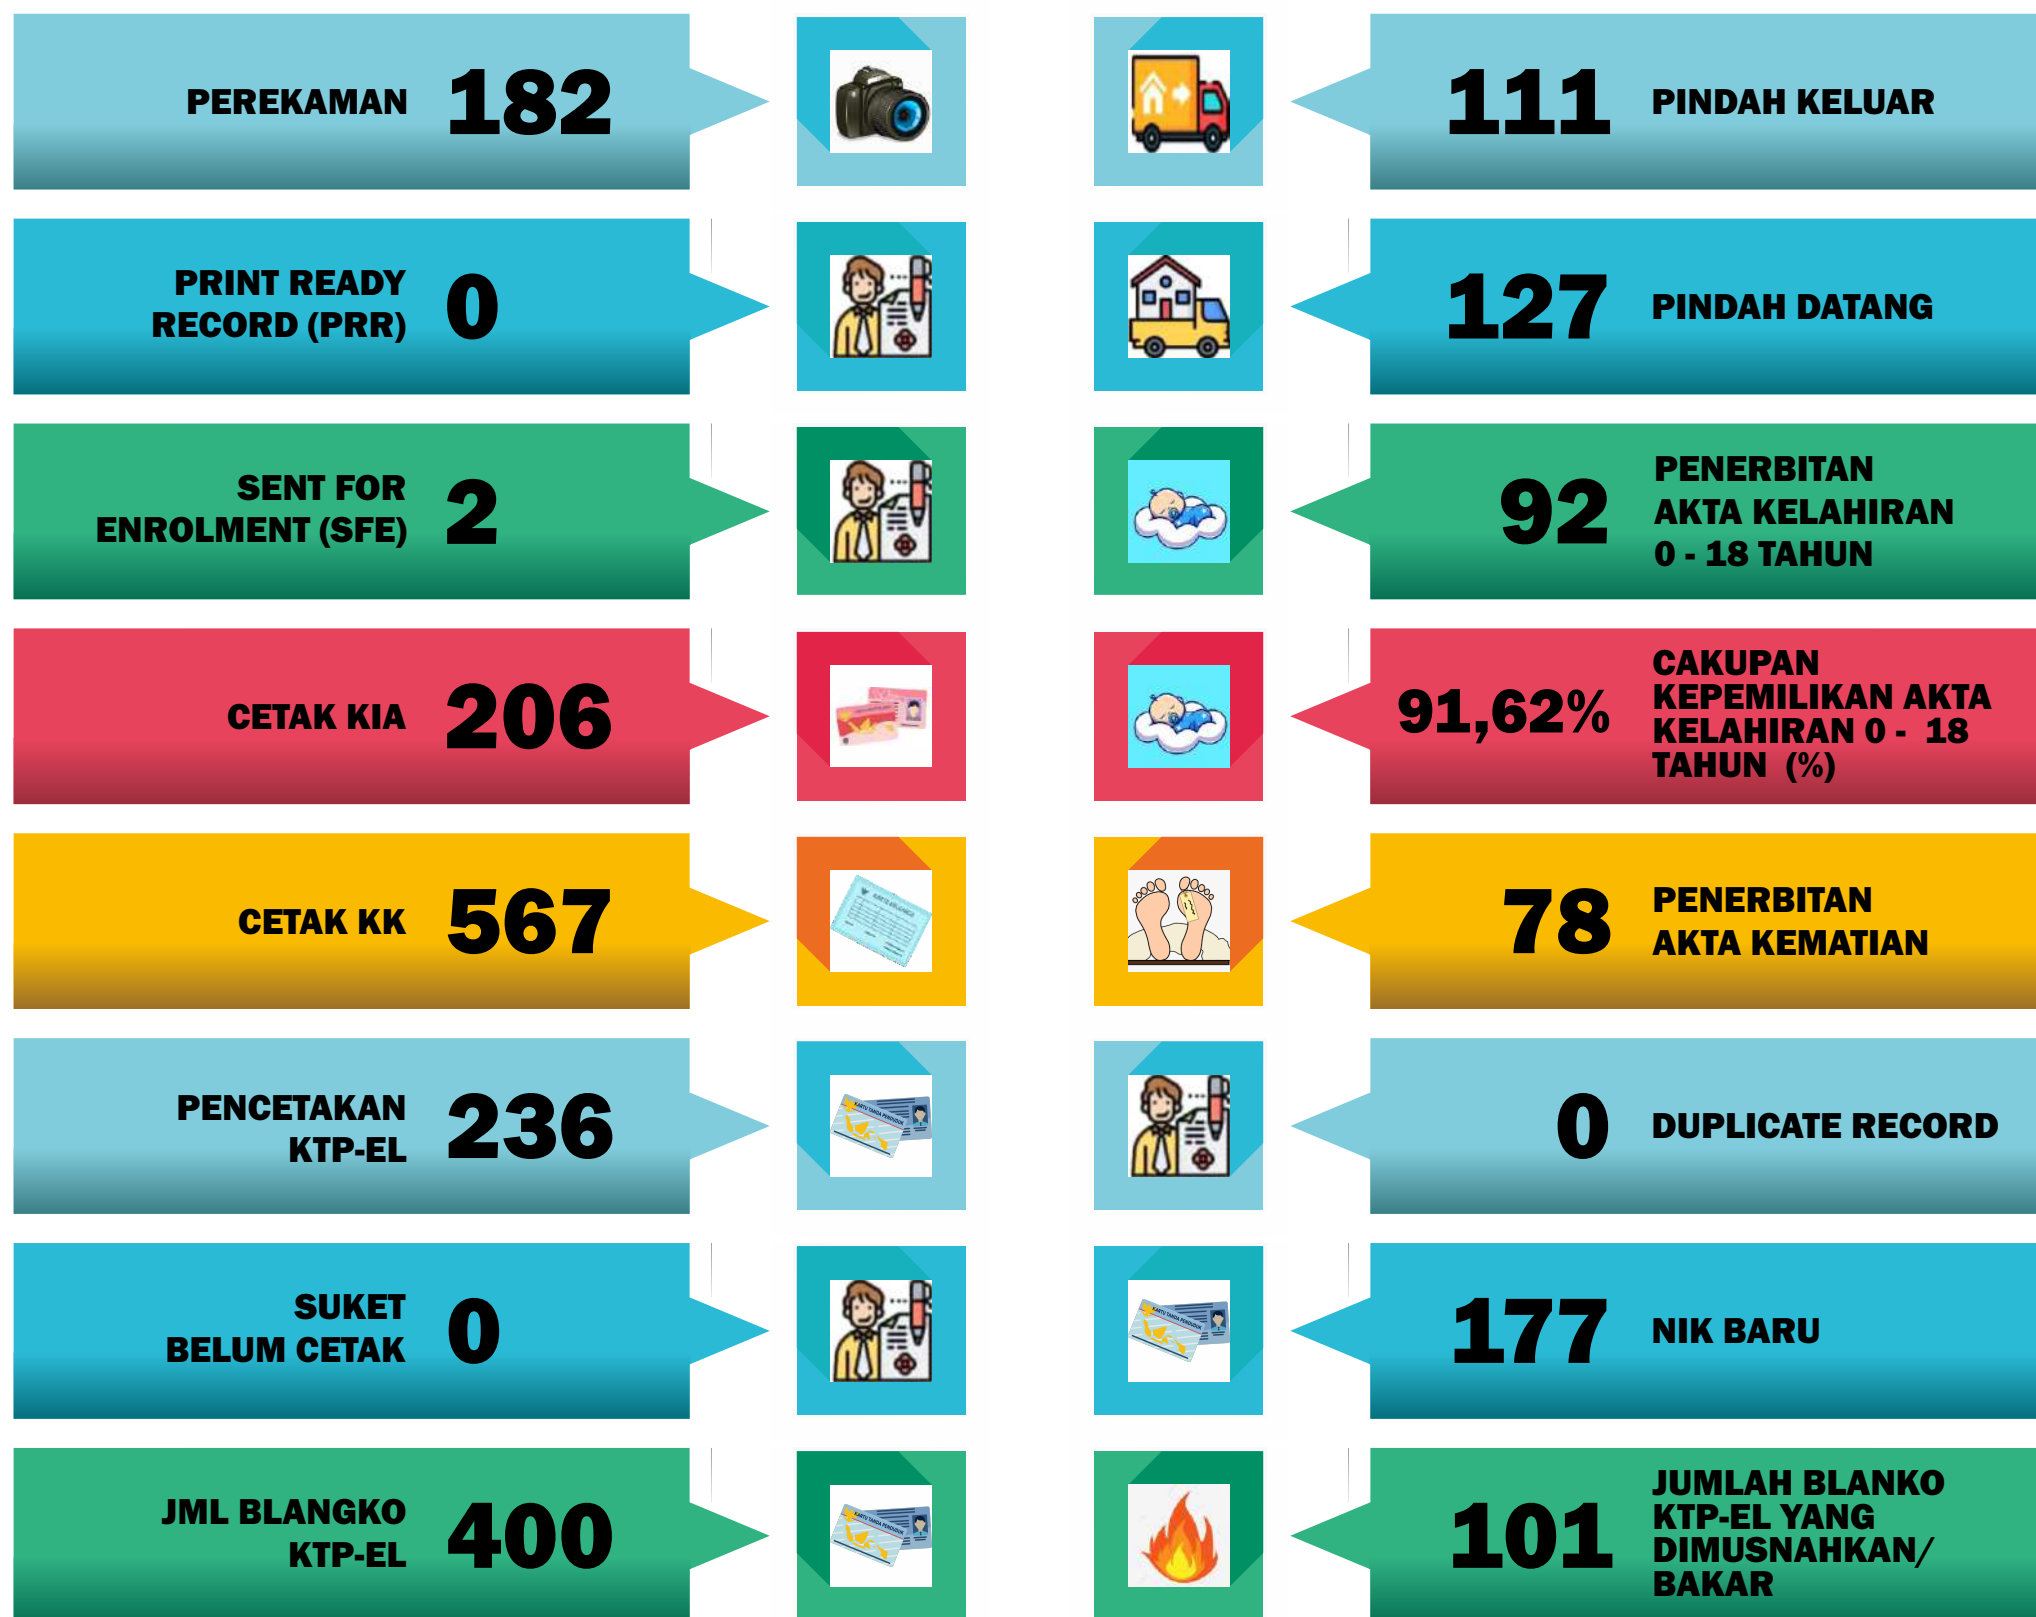 PEREKAMAN 182
111 PINDAH KELUAR
PRINT READY
RECORD (PRR) 0
127 PINDAH DATANG
SENT FOR
ENROLMENT (SFE) 2
92 PENERBITAN
AKTA KELAHIRAN
0 - 18 TAHUN
CETAK KIA 206
91,62% CAKUPAN
KEPEMILIKAN AKTA
KELAHIRAN 0 - 18
TAHUN (%)
CETAK KK 567
78 PENERBITAN
AKTA KEMATIAN
PENCETAKAN
KTP-EL 236
0 DUPLICATE RECORD
SUKET
BELUM CETAK 0
177 NIK BARU
JML BLANGKO
KTP-EL 400
101 JUMLAH BLANKO
KTP-EL YANG
DIMUSNAHKAN/
BAKAR